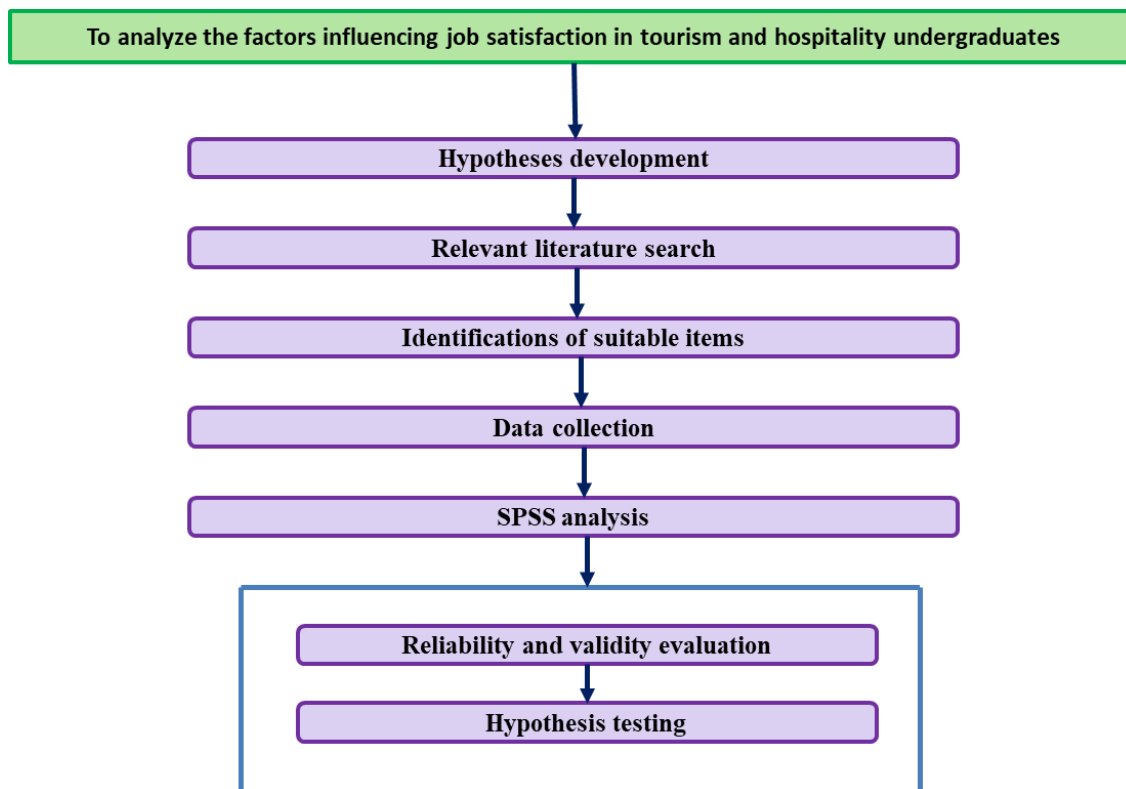 To analyze the factors influencing job satisfaction in tourism and hospitality undergraduates
Hypotheses development
Relevant literature search
Identifications of suitable items
Data collection
SPSS analysis
Reliability and validity evaluation
Hypothesis testing